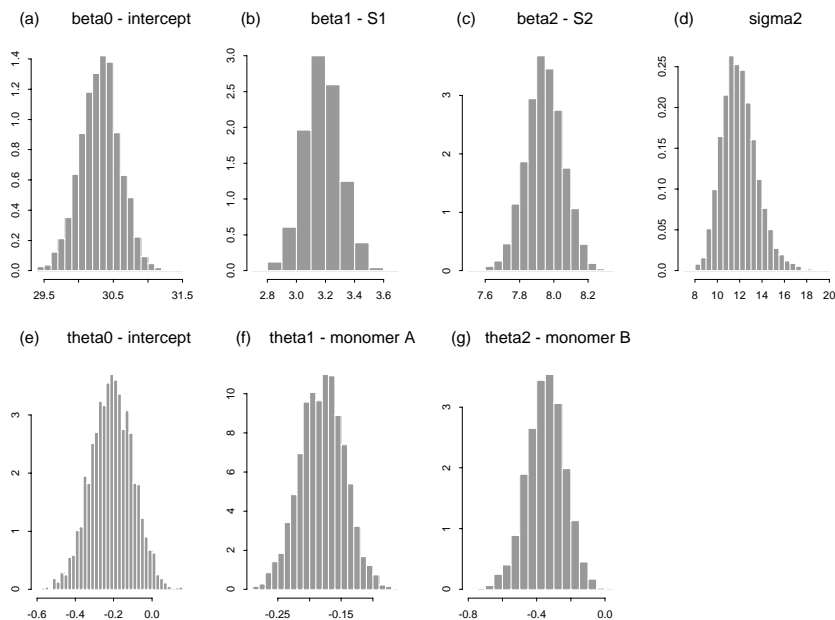 (a) beta0 - intercept
0.0 0.2 0.4 0.6 0.8 1.0 1.2 1.4
29.5 30.5 31.5
(b) beta1 - S1
0.0 0.5 1.0 1.5 2.0 2.5 3.0
2.8 3.0 3.2 3.4 3.6
(c) beta2 - S2
0 1 2 3
7.6 7.8 8.0 8.2
(d) sigma2
0.00 0.05 0.10 0.15 0.20 0.25
8 10 12 14 16 18 20
(e) theta0 - intercept
0 1 2 3
-0.6 -0.4 -0.2 0.0
(f) theta1 - monomer A
0 2 4 6 8 10
-0.25 -0.15
(g) theta2 - monomer B
0 1 2 3
-0.8 -0.4 0.0